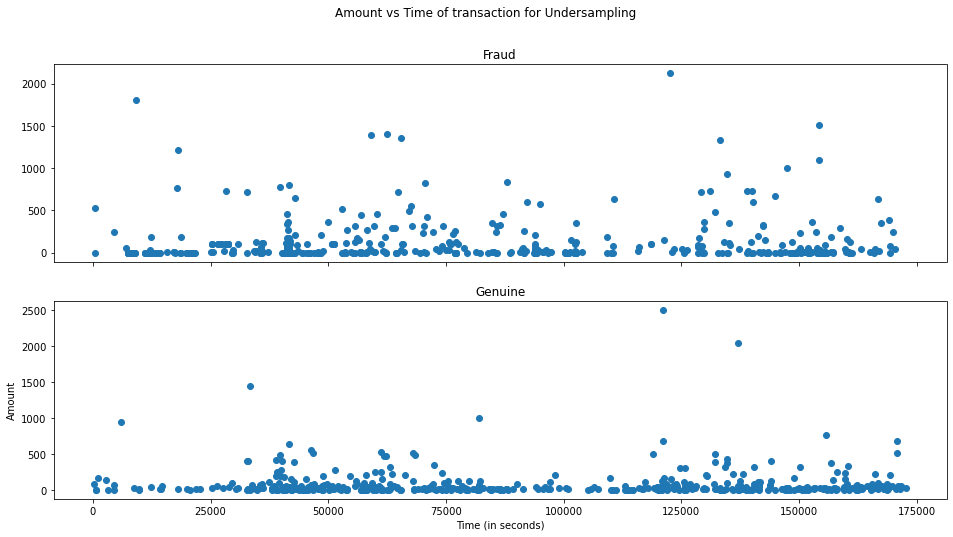 Amount vs Time of transaction for Undersampling
Fraud
2000
1500
1000
500
0
Genuine
2500
2000
1500
1000
500
0
Amount
0 25000 50000 75000 100000 125000 150000 175000
Time (in seconds)